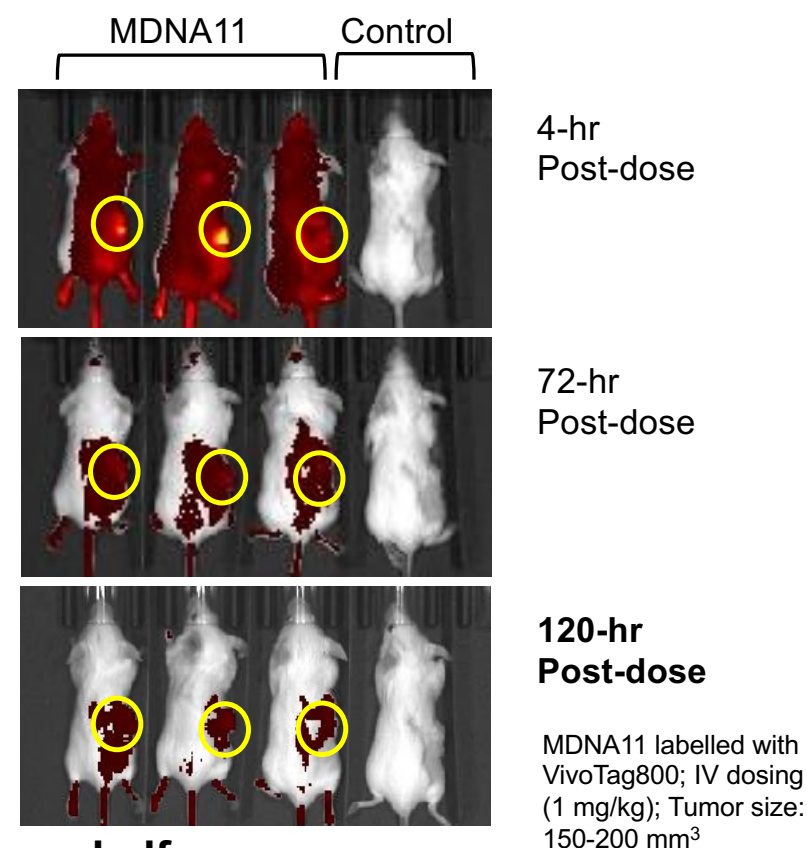 MDNA11 Control
4-hr
Post-dose
72-hr
Post-dose
120-hr
Post-dose
MDNA11 labelled with
VivoTag800; IV dosing
(1 mg/kg); Tumor size:
150-200 mm³